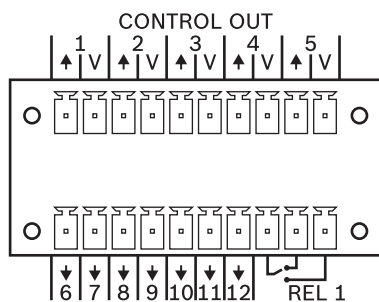 CONTROL OUT
1 2 3 4 5
V V V V V
6 7 8 9 10 11 12 REL 1